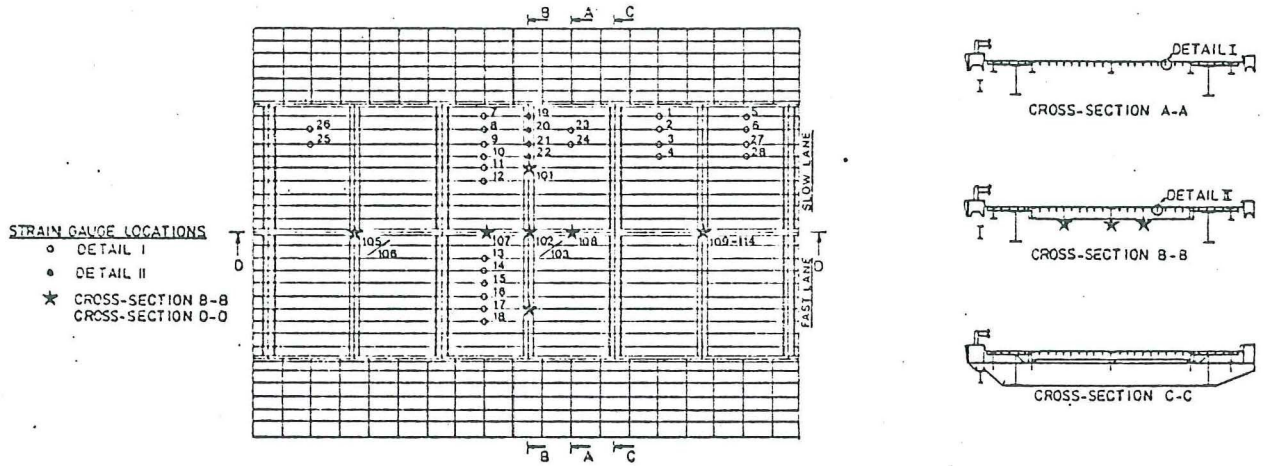 B A C
7 19 1 5
26 8 20 23 2 6
25 9 21 24 3 27
10 22 4 28
11
12 101
SLOW LANE
STRAIN GAUGE LOCATIONS
DETAIL I
DETAIL II
CROSS-SECTION B-B
CROSS-SECTION D-D
D 105/106 107 102/103 108 109-114 D
13
14
15
16
17
18
FAST LANE
B A C
DETAIL I
I
CROSS-SECTION A-A
DETAIL II
I
CROSS-SECTION B-B
I
CROSS-SECTION C-C